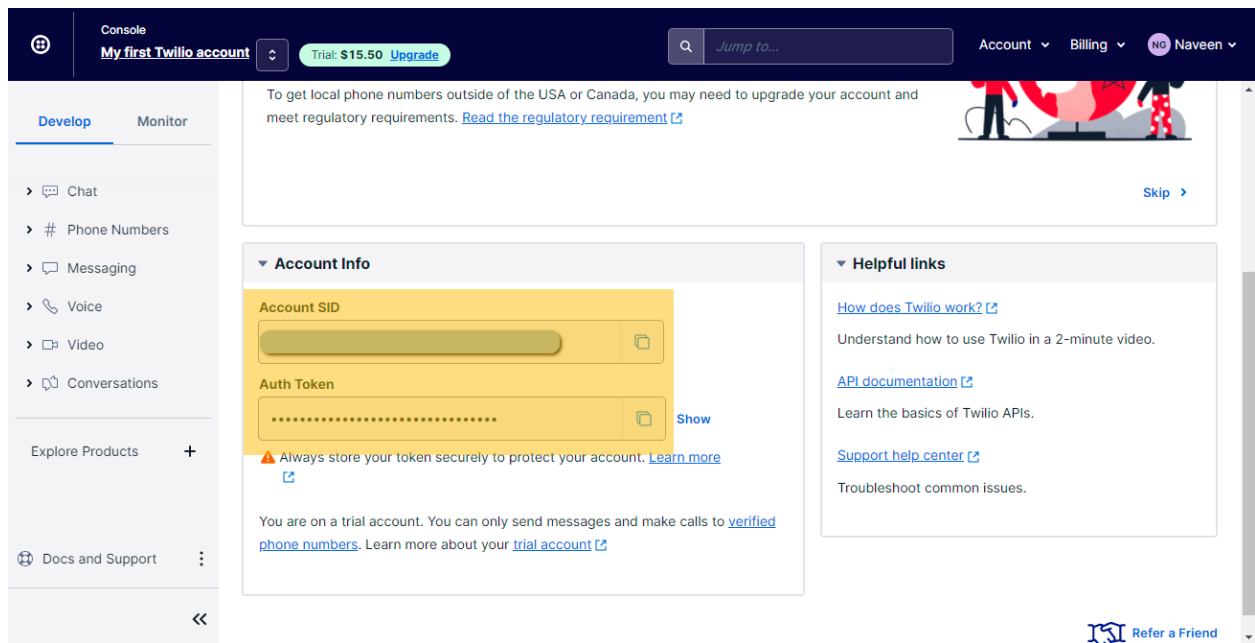 Console
My first Twilio account
Trial: $15.50 Upgrade
Jump to...
Account
Billing
NG Naveen
Develop
Monitor
Chat
Phone Numbers
Messaging
Voice
Video
Conversations
Explore Products +
Docs and Support
To get local phone numbers outside of the USA or Canada, you may need to upgrade your account and
meet regulatory requirements. Read the regulatory requirement
Skip
Account Info
Account SID
Auth Token
••••••••••••••••••••••••••••••••
Show
Always store your token securely to protect your account. Learn more
You are on a trial account. You can only send messages and make calls to verified
phone numbers. Learn more about your trial account
Helpful links
How does Twilio work?
Understand how to use Twilio in a 2-minute video.
API documentation
Learn the basics of Twilio APIs.
Support help center
Troubleshoot common issues.
Refer a Friend